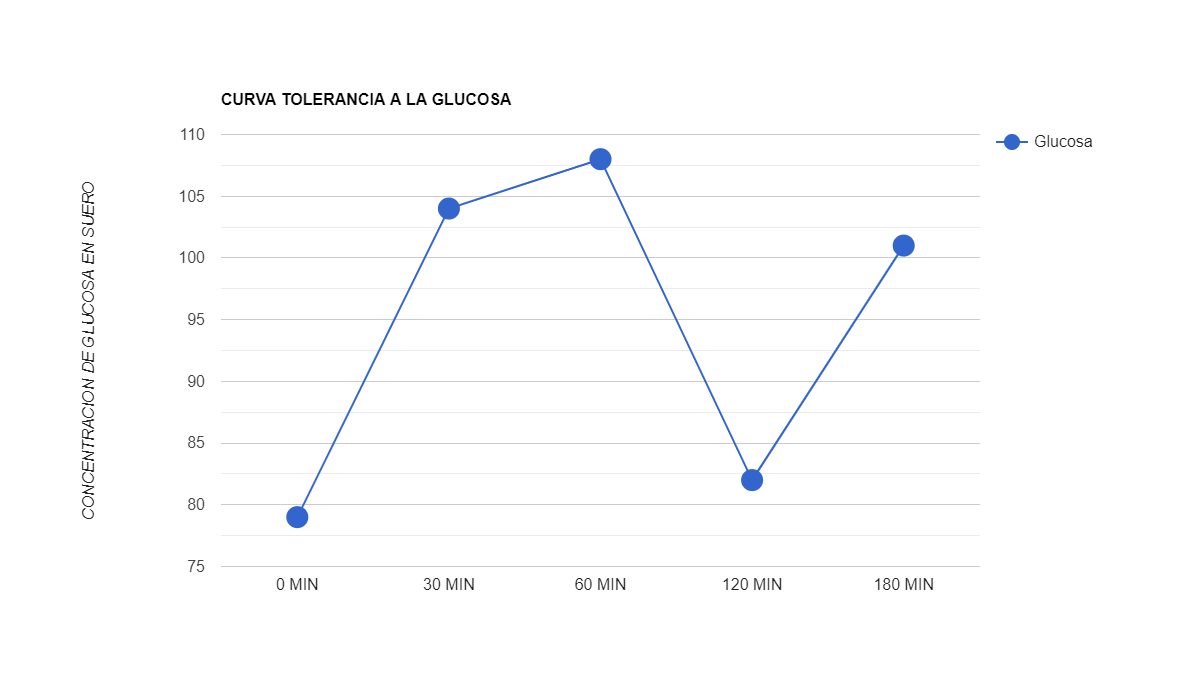 CURVA TOLERANCIA A LA GLUCOSA
110
105
100
95
90
85
80
75
CONCENTRACION DE GLUCOSA EN SUERO
0 MIN
30 MIN
60 MIN
120 MIN
180 MIN
Glucosa